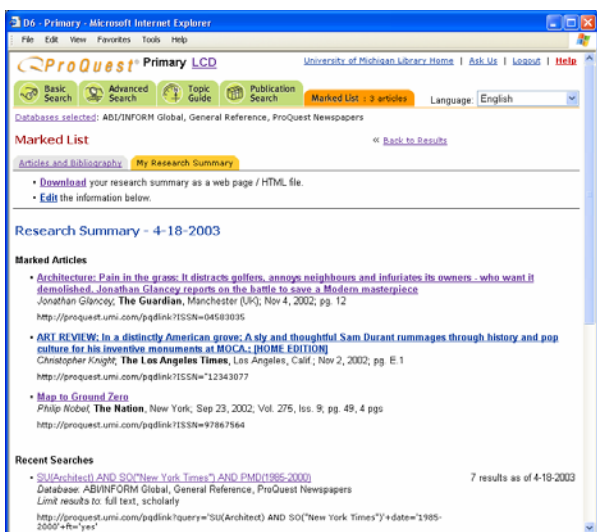 D6 - Primary - Microsoft Internet Explorer
File Edit View Favorites Tools Help
ProQuest® Primary LCD
University of Michigan Library Home | Ask Us | Logout | Help
Basic Search
Advanced Search
Topic Guide
Publication Search
Marked List : 3 articles
Language: English
Databases selected: ABI/INFORM Global, General Reference, ProQuest Newspapers
Marked List
« Back to Results
Articles and Bibliography
My Research Summary
• Download your research summary as a web page / HTML file.
• Edit the information below.
Research Summary - 4-18-2003
Marked Articles
• Architecture: Pain in the grass: It distracts golfers, annoys neighbours and infuriates its owners - who want it
demolished. Jonathan Glancey reports on the battle to save a Modern masterpiece
Jonathan Glancey, The Guardian, Manchester (UK); Nov 4, 2002; pg. 12
http://proquest.umi.com/pqdlink?ISSN=04583035
• ART REVIEW; In a distinctly American grove; A sly and thoughtful Sam Durant rummages through history and pop
culture for his inventive monuments at MOCA.; [HOME EDITION]
Christopher Knight, The Los Angeles Times, Los Angeles, Calif.; Nov 2, 2002; pg. E.1
http://proquest.umi.com/pqdlink?ISSN="12343077
• Map to Ground Zero
Philip Nobel, The Nation, New York; Sep 23, 2002; Vol. 275, Iss. 9; pg. 49, 4 pgs
http://proquest.umi.com/pqdlink?ISSN=97867564
Recent Searches
• SU(Architect) AND SO("New York Times") AND PMD(1985-2000)
7 results as of 4-18-2003
Database: ABI/INFORM Global, General Reference, ProQuest Newspapers
Limit results to: full text, scholarly
http://proquest.umi.com/pqdlink?query='SU(Architect) AND SO("New York Times")'+date='1985-
2000'+ft='yes'